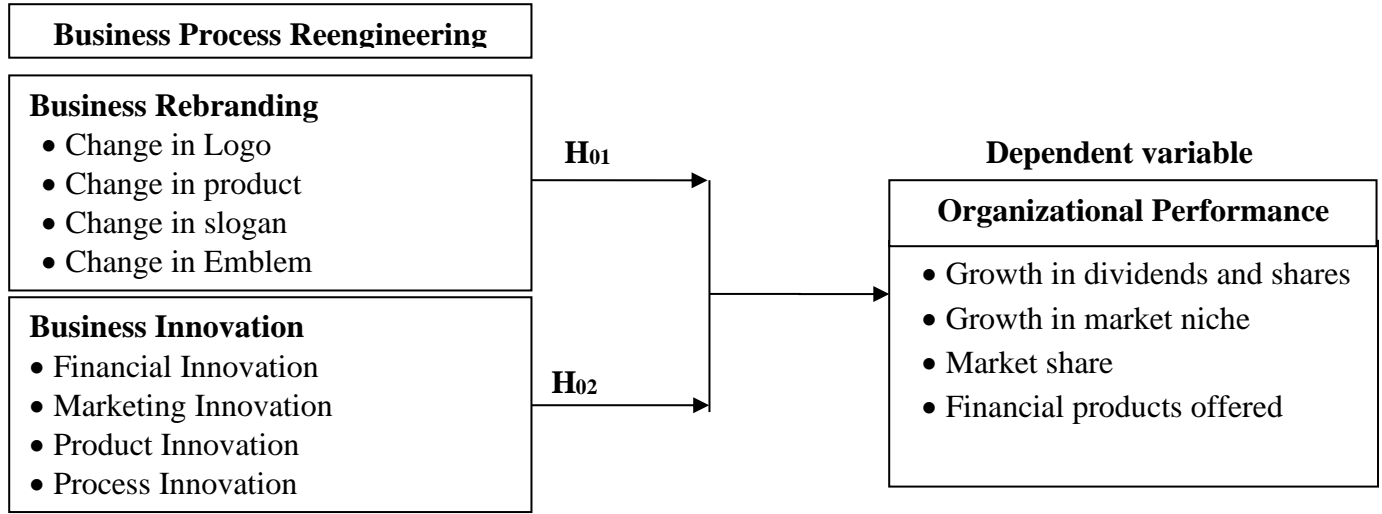 Business Process Reengineering
Business Rebranding
• Change in Logo
• Change in product
• Change in slogan
• Change in Emblem
H01
Business Innovation
• Financial Innovation
• Marketing Innovation
• Product Innovation
• Process Innovation
H02
Dependent variable
Organizational Performance
• Growth in dividends and shares
• Growth in market niche
• Market share
• Financial products offered